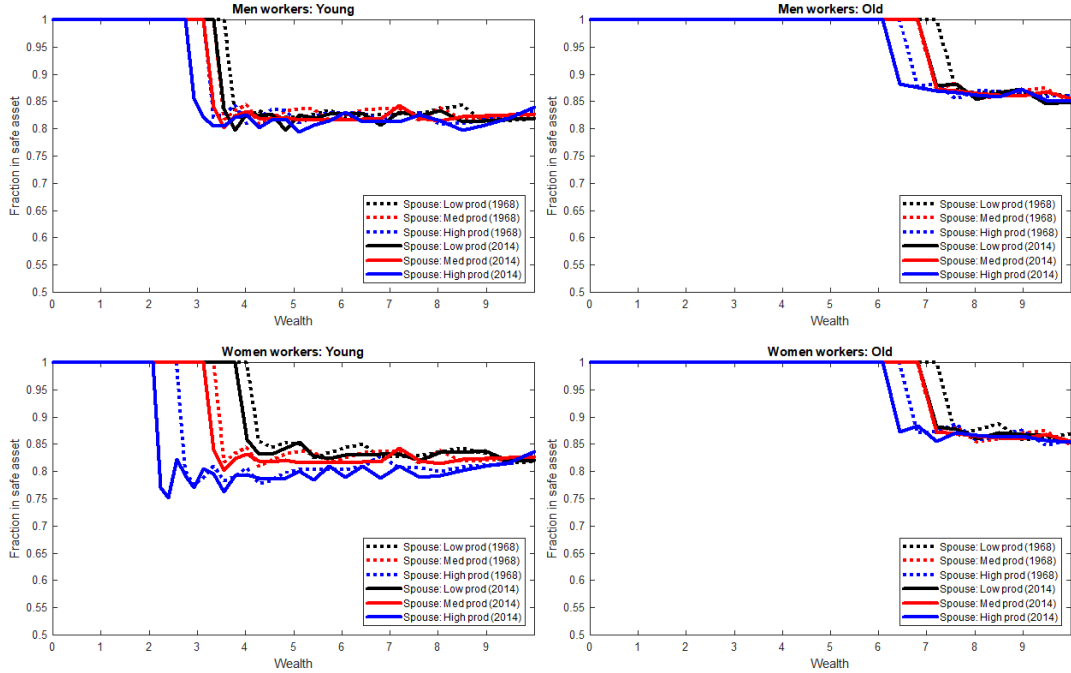 Men workers: Young
1
0.95
0.9
0.85
0.8
0.75
0.7
0.65
0.6
0.55
0.5
Fraction in safe asset
0 1 2 3 4 5 6 7 8 9
Wealth
Spouse: Low prod (1968)
Spouse: Med prod (1968)
Spouse: High prod (1968)
Spouse: Low prod (2014)
Spouse: Med prod (2014)
Spouse: High prod (2014)
Men workers: Old
1
0.95
0.9
0.85
0.8
0.75
0.7
0.65
0.6
0.55
0.5
Fraction in safe asset
0 1 2 3 4 5 6 7 8 9
Wealth
Spouse: Low prod (1968)
Spouse: Med prod (1968)
Spouse: High prod (1968)
Spouse: Low prod (2014)
Spouse: Med prod (2014)
Spouse: High prod (2014)
Women workers: Young
1
0.95
0.9
0.85
0.8
0.75
0.7
0.65
0.6
0.55
0.5
Fraction in safe asset
0 1 2 3 4 5 6 7 8 9
Wealth
Spouse: Low prod (1968)
Spouse: Med prod (1968)
Spouse: High prod (1968)
Spouse: Low prod (2014)
Spouse: Med prod (2014)
Spouse: High prod (2014)
Women workers: Old
1
0.95
0.9
0.85
0.8
0.75
0.7
0.65
0.6
0.55
0.5
Fraction in safe asset
0 1 2 3 4 5 6 7 8 9
Wealth
Spouse: Low prod (1968)
Spouse: Med prod (1968)
Spouse: High prod (1968)
Spouse: Low prod (2014)
Spouse: Med prod (2014)
Spouse: High prod (2014)